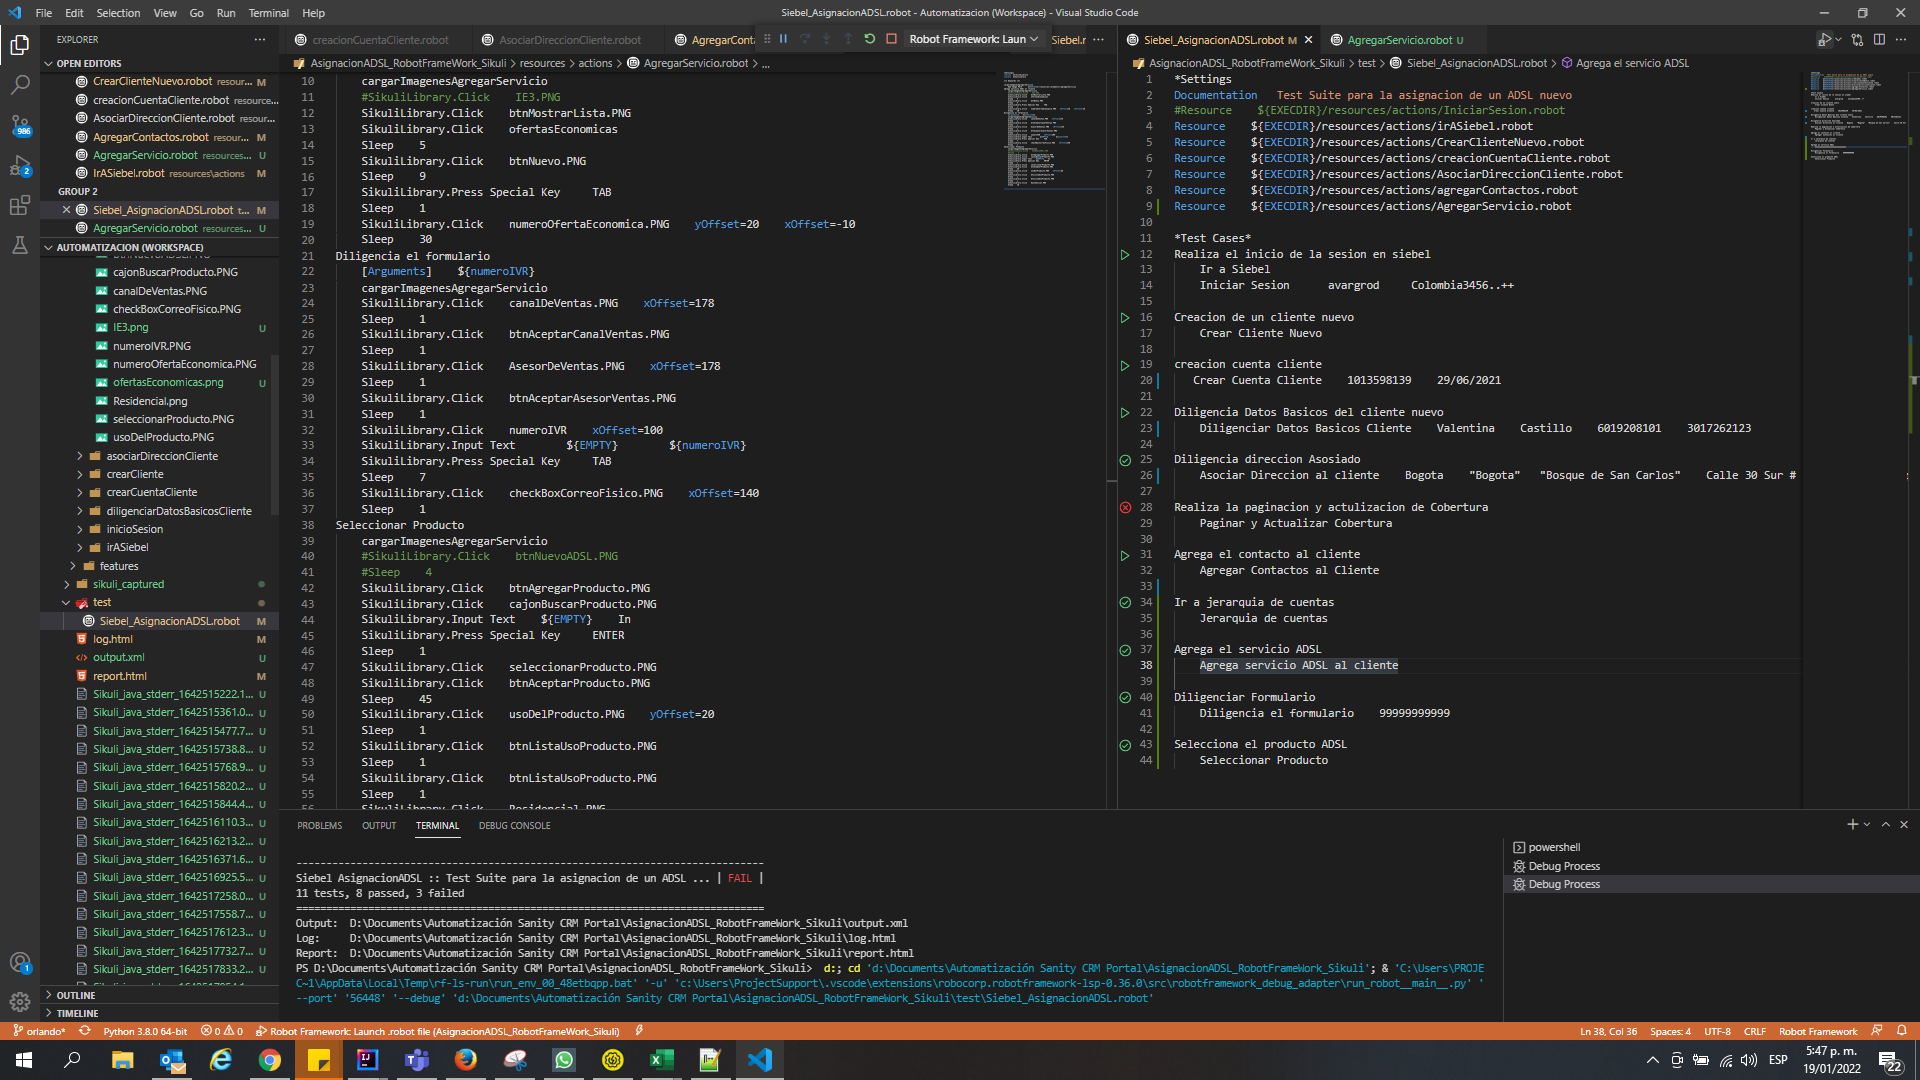 File Edit Selection View Go Run Terminal Help
Siebel_AsignacionADSL.robot - Automatizacion (Workspace) - Visual Studio Code
EXPLORER
OPEN EDITORS
CrearClienteNuevo.robot resour... M
creacionCuentaCliente.robot resource...
AsociarDireccionCliente.robot resour...
AgregarContactos.robot resour... M
AgregarServicio.robot resources... U
IrASiebel.robot resources\actions M
GROUP 2
Siebel_AsignacionADSL.robot t... M
AgregarServicio.robot resources... U
AUTOMATIZACION (WORKSPACE)
cajonBuscarProducto.PNG
canalDeVentas.PNG
checkBoxCorreoFisico.PNG
IE3.png U
numeroIVR.PNG
numeroOfertaEconomica.PNG
ofertasEconomicas.png U
Residencial.png
seleccionarProducto.PNG
usoDelProducto.PNG
asociarDireccionCliente
crearCliente
crearCuentaCliente
diligenciarDatosBasicosCliente
inicioSesion
irASiebel
features
sikuli_captured
test
Siebel_AsignacionADSL.robot M
log.html M
output.xml U
report.html M
Sikuli_java_stderr_1642515222.1... U
Sikuli_java_stderr_1642515361.0... U
Sikuli_java_stderr_1642515477.7... U
Sikuli_java_stderr_1642515738.8... U
Sikuli_java_stderr_1642515768.9... U
Sikuli_java_stderr_1642515820.2... U
Sikuli_java_stderr_1642515844.4... U
Sikuli_java_stderr_1642516110.3... U
Sikuli_java_stderr_1642516213.2... U
Sikuli_java_stderr_1642516371.6... U
Sikuli_java_stderr_1642516925.5... U
Sikuli_java_stderr_1642517258.0... U
Sikuli_java_stderr_1642517558.7... U
Sikuli_java_stderr_1642517612.3... U
Sikuli_java_stderr_1642517732.7... U
Sikuli_java_stderr_1642517833.2... U
OUTLINE
TIMELINE
creacionCuentaCliente.robot AsociarDireccionCliente.robot AgregarConta Robot Framework: Laun Siebel.r
AsignacionADSL_RobotFrameWork_Sikuli > resources > actions > AgregarServicio.robot > ...
10 cargarImagenesAgregarServicio
11 #SikuliLibrary.Click IE3.PNG
12 SikuliLibrary.Click btnMostrarLista.PNG
13 SikuliLibrary.Click ofertasEconomicas
14 Sleep 5
15 SikuliLibrary.Click btnNuevo.PNG
16 Sleep 9
17 SikuliLibrary.Press Special Key TAB
18 Sleep 1
19 SikuliLibrary.Click numeroOfertaEconomica.PNG yOffset=20 xOffset=-10
20 Sleep 30
21 Diligencia el formulario
22 [Arguments] ${numeroIVR}
23 cargarImagenesAgregarServicio
24 SikuliLibrary.Click canalDeVentas.PNG xOffset=178
25 Sleep 1
26 SikuliLibrary.Click btnAceptarCanalVentas.PNG
27 Sleep 1
28 SikuliLibrary.Click AsesorDeVentas.PNG xOffset=178
29 Sleep 1
30 SikuliLibrary.Click btnAceptarAsesorVentas.PNG
31 Sleep 1
32 SikuliLibrary.Click numeroIVR xOffset=100
33 SikuliLibrary.Input Text ${EMPTY} ${numeroIVR}
34 SikuliLibrary.Press Special Key TAB
35 Sleep 7
36 SikuliLibrary.Click checkBoxCorreoFisico.PNG xOffset=140
37 Sleep 1
38 Seleccionar Producto
39 cargarImagenesAgregarServicio
40 #SikuliLibrary.Click btnNuevoADSL.PNG
41 #Sleep 4
42 SikuliLibrary.Click btnAgregarProducto.PNG
43 SikuliLibrary.Click cajonBuscarProducto.PNG
44 SikuliLibrary.Input Text ${EMPTY} In
45 SikuliLibrary.Press Special Key ENTER
46 Sleep 1
47 SikuliLibrary.Click seleccionarProducto.PNG
48 SikuliLibrary.Click btnAceptarProducto.PNG
49 Sleep 45
50 SikuliLibrary.Click usoDelProducto.PNG yOffset=20
51 Sleep 1
52 SikuliLibrary.Click btnListaUsoProducto.PNG
53 Sleep 1
54 SikuliLibrary.Click btnListaUsoProducto.PNG
55 Sleep 1
56 SikuliLibrary.Click Residencial.PNG
Siebel_AsignacionADSL.robot M AgregarServicio.robot U
AsignacionADSL_RobotFrameWork_Sikuli > test > Siebel_AsignacionADSL.robot > Agrega el servicio ADSL
1 *Settings
2 Documentation Test Suite para la asignacion de un ADSL nuevo
3 #Resource ${EXECDIR}/resources/actions/IniciarSesion.robot
4 Resource ${EXECDIR}/resources/actions/irASiebel.robot
5 Resource ${EXECDIR}/resources/actions/CrearClienteNuevo.robot
6 Resource ${EXECDIR}/resources/actions/creacionCuentaCliente.robot
7 Resource ${EXECDIR}/resources/actions/AsociarDireccionCliente.robot
8 Resource ${EXECDIR}/resources/actions/agregarContactos.robot
9 Resource ${EXECDIR}/resources/actions/AgregarServicio.robot
10
11 *Test Cases*
12 Realiza el inicio de la sesion en siebel
13 Ir a Siebel
14 Iniciar Sesion avargrod Colombia3456..++
15
16 Creacion de un cliente nuevo
17 Crear Cliente Nuevo
18
19 creacion cuenta cliente
20 Crear Cuenta Cliente 1013598139 29/06/2021
21
22 Diligencia Datos Basicos del cliente nuevo
23 Diligenciar Datos Basicos Cliente Valentina Castillo 6019208101 3017262123
24
25 Diligencia direccion Asosiado
26 Asociar Direccion al cliente Bogota "Bogota" "Bosque de San Carlos" Calle 30 Sur #
27
28 Realiza la paginacion y actulizacion de Cobertura
29 Paginar y Actualizar Cobertura
30
31 Agrega el contacto al cliente
32 Agregar Contactos al Cliente
33
34 Ir a jerarquia de cuentas
35 Jerarquia de cuentas
36
37 Agrega el servicio ADSL
38 Agrega servicio ADSL al cliente
39
40 Diligenciar Formulario
41 Diligencia el formulario 99999999999
42
43 Selecciona el producto ADSL
44 Seleccionar Producto
PROBLEMS OUTPUT TERMINAL DEBUG CONSOLE
------------------------------------------------------------------------------
Siebel AsignacionADSL :: Test Suite para la asignacion de un ADSL ... | FAIL |
11 tests, 8 passed, 3 failed
==============================================================================
Output: D:\Documents\Automatización Sanity CRM Portal\AsignacionADSL_RobotFrameWork_Sikuli\output.xml
Log: D:\Documents\Automatización Sanity CRM Portal\AsignacionADSL_RobotFrameWork_Sikuli\log.html
Report: D:\Documents\Automatización Sanity CRM Portal\AsignacionADSL_RobotFrameWork_Sikuli\report.html
PS D:\Documents\Automatización Sanity CRM Portal\AsignacionADSL_RobotFrameWork_Sikuli> d:; cd 'd:\Documents\Automatización Sanity CRM Portal\AsignacionADSL_RobotFrameWork_Sikuli'; & 'C:\Users\PROJE
C~1\AppData\Local\Temp\rf-ls-run\run_env_00_48etbqpp.bat' '-u' 'c:\Users\ProjectSupport\.vscode\extensions\robocorp.robotframework-lsp-0.36.0\src\robotframework_debug_adapter\run_robot__main__.py' '
--port' '56448' '--debug' 'd:\Documents\Automatización Sanity CRM Portal\AsignacionADSL_RobotFrameWork_Sikuli\test\Siebel_AsignacionADSL.robot'
powershell
Debug Process
Debug Process
986
2
1
orlando* Python 3.8.0 64-bit 0 0 Robot Framework: Launch .robot file (AsignacionADSL_RobotFrameWork_Sikuli)
Ln 38, Col 36 Spaces: 4 UTF-8 CRLF Robot Framework
ESP
5:47 p. m.
19/01/2022
22